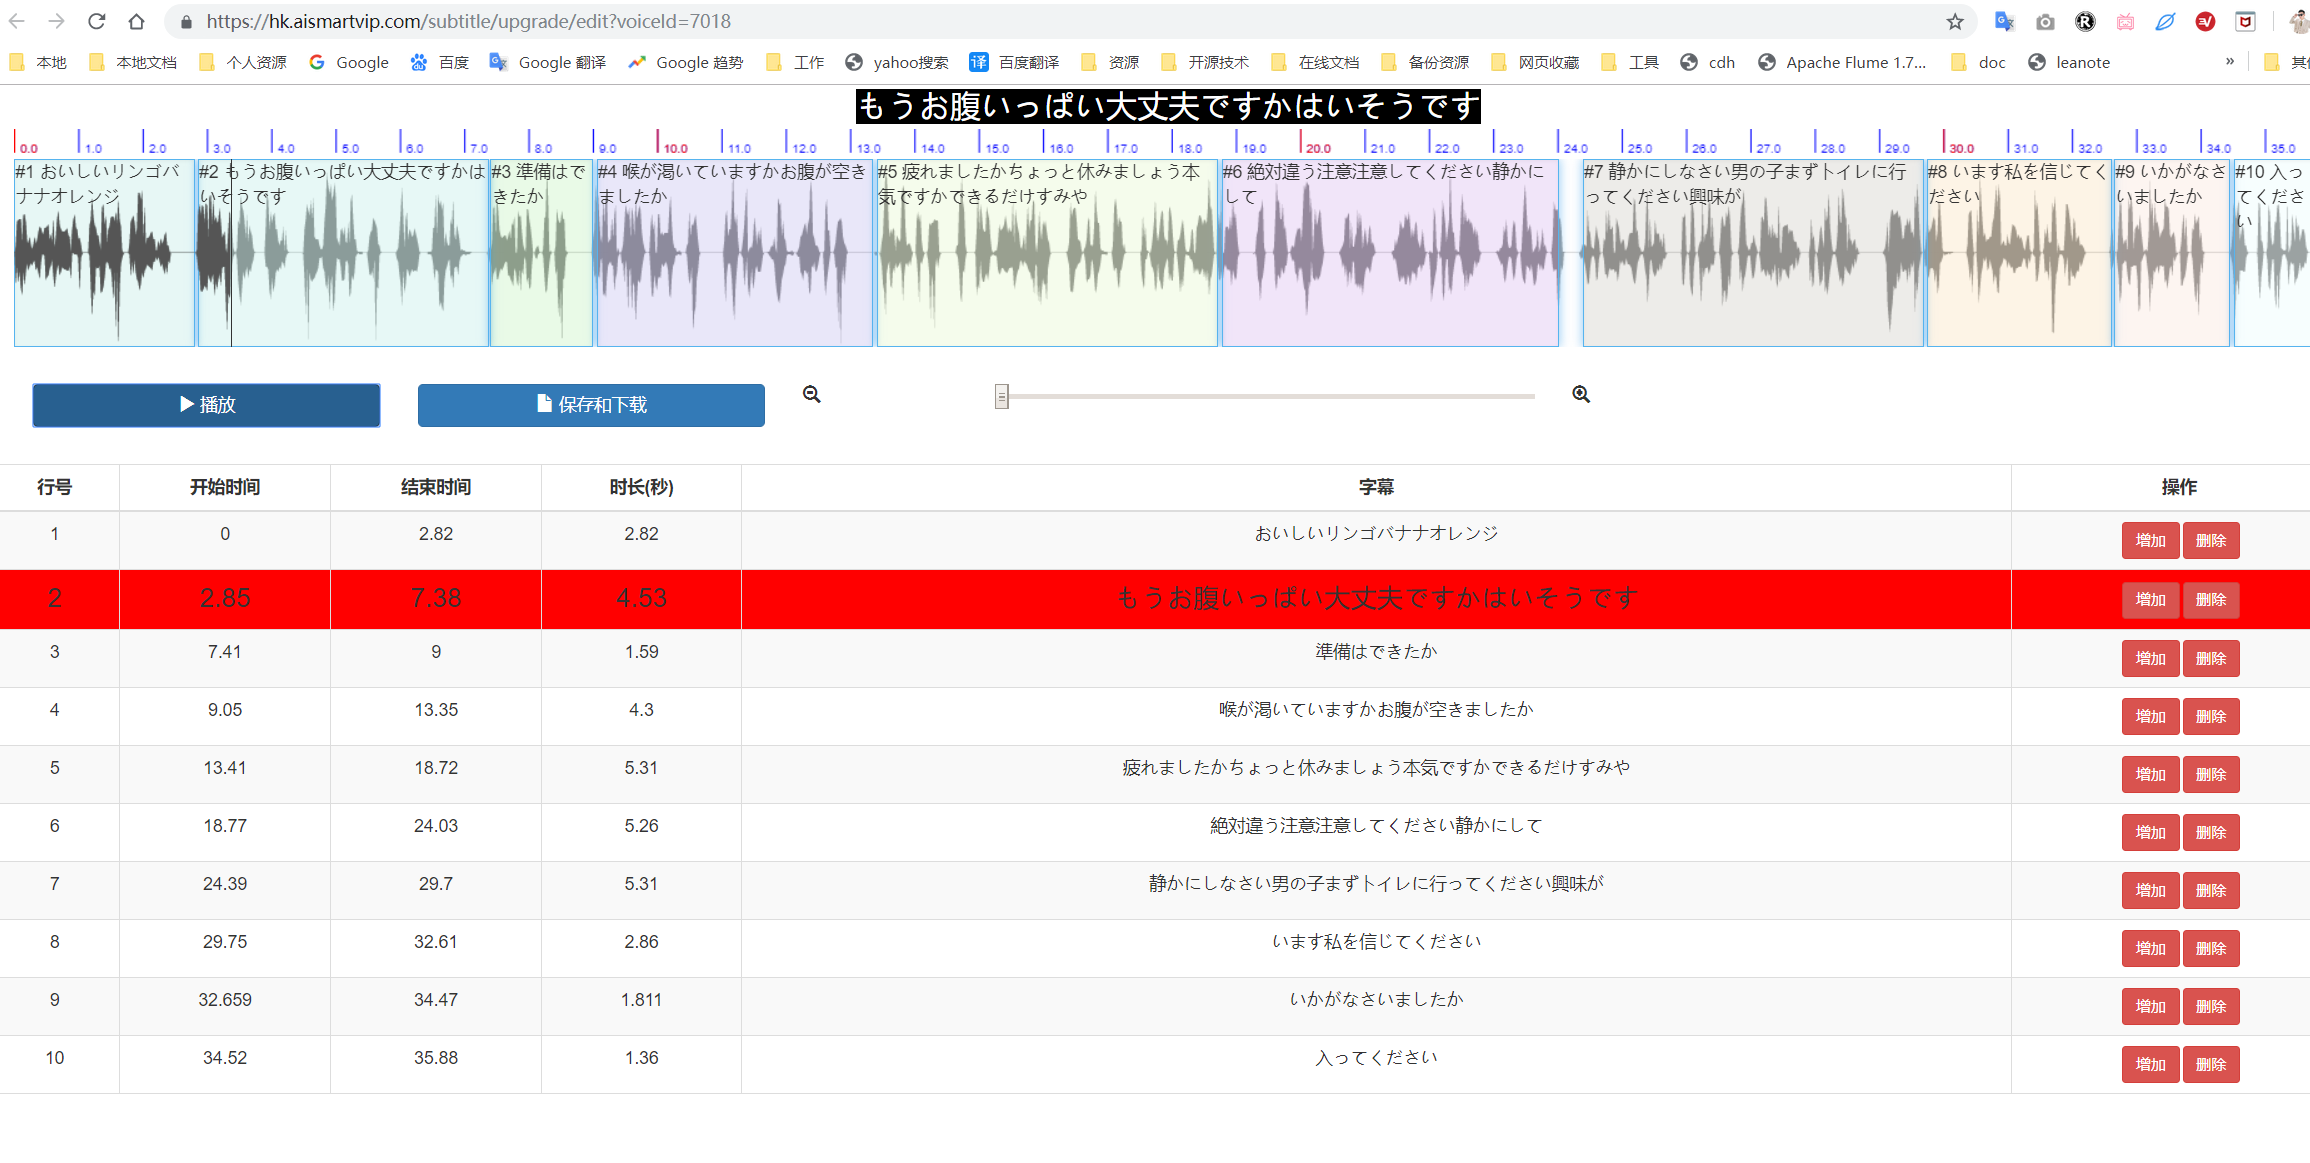 https://hk.aismartvip.com/subtitle/upgrade/edit?voiceId=7018
本地 本地文档 个人资源 Google 百度 Google 翻译 Google 趋势 工作 yahoo搜索 译 百度翻译 资源 开源技术 在线文档 备份资源 网页收藏 工具 cdh Apache Flume 1.7... doc leanote »
もうお腹いっぱい大丈夫ですかはいそうです
0.0 1.0 2.0 3.0 4.0 5.0 6.0 7.0 8.0 9.0 10.0 11.0 12.0 13.0 14.0 15.0 16.0 17.0 18.0 19.0 20.0 21.0 22.0 23.0 24.0 25.0 26.0 27.0 28.0 29.0 30.0 31.0 32.0 33.0 34.0 35.0
#1 おいしいリンゴバ
ナナオレンジ
#2 もうお腹いっぱい大丈夫ですかは
いそうです
#3 準備はで
きたか
#4 喉が渇いていますかお腹が空き
ましたか
#5 疲れましたかちょっと休みましょう本
気ですかできるだけすみや
#6 絶対違う注意注意してください静かに
して
#7 静かにしなさい男の子まずトイレに行
ってください興味が
#8 います私を信じてく
ださい
#9 いかがなさ
いましたか
#10 入っ
てくださ
い
播放 保存和下载
行号 开始时间 结束时间 时长(秒) 字幕 操作
1 0 2.82 2.82 おいしいリンゴバナナオレンジ 增加 删除
2 2.85 7.38 4.53 もうお腹いっぱい大丈夫ですかはいそうです 增加 删除
3 7.41 9 1.59 準備はできたか 增加 删除
4 9.05 13.35 4.3 喉が渇いていますかお腹が空きましたか 增加 删除
5 13.41 18.72 5.31 疲れましたかちょっと休みましょう本気ですかできるだけすみや 增加 删除
6 18.77 24.03 5.26 絶対違う注意注意してください静かにして 增加 删除
7 24.39 29.7 5.31 静かにしなさい男の子まずトイレに行ってください興味が 增加 删除
8 29.75 32.61 2.86 います私を信じてください 增加 删除
9 32.659 34.47 1.811 いかがなさいましたか 增加 删除
10 34.52 35.88 1.36 入ってください 增加 删除